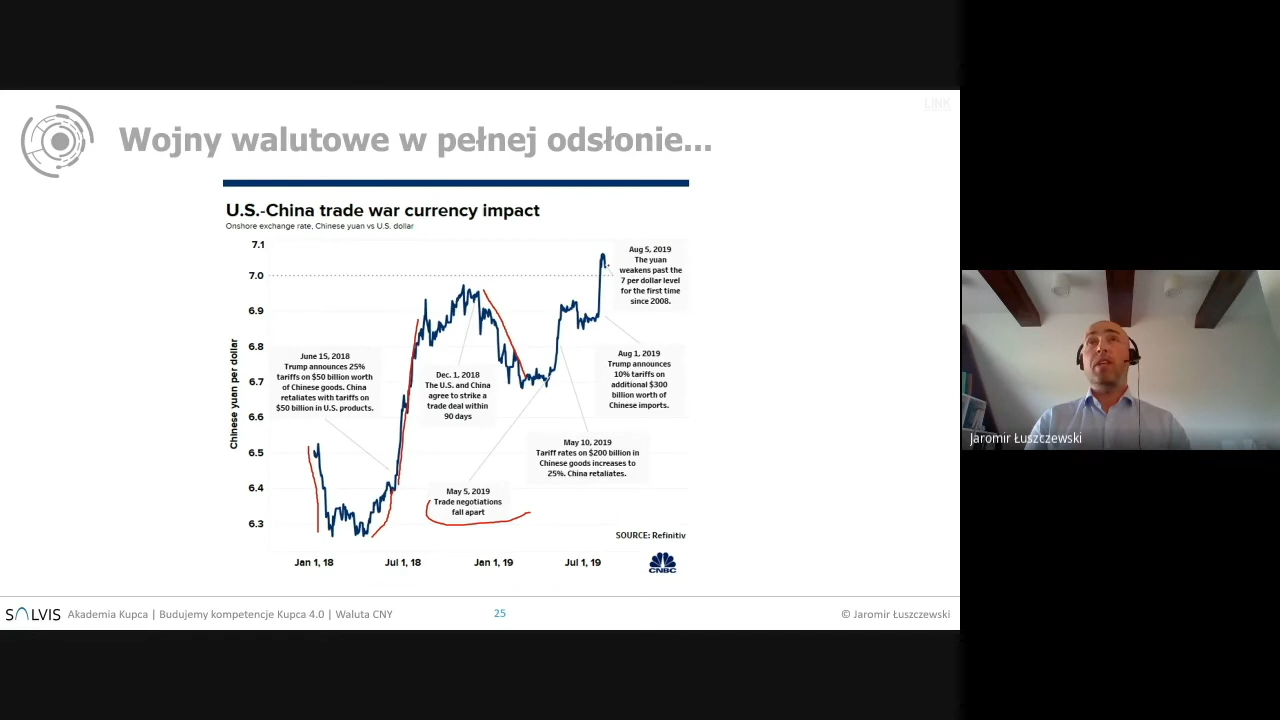 LINK
Wojny walutowe w pełnej odsłonie...
U.S.-China trade war currency impact
Onshore exchange rate, Chinese yuan vs U.S. dollar
Chinese yuan per dollar
7.1
7.0
6.9
6.8
6.7
6.6
6.5
6.4
6.3
Jan 1, 18
Jul 1, 18
Jan 1, 19
Jul 1, 19
June 15, 2018
Trump announces 25%
tariffs on $50 billion worth
of Chinese goods. China
retaliates with tariffs on
$50 billion in U.S. products.
Dec. 1, 2018
The U.S. and China
agree to strike a
trade deal within
90 days
May 5, 2019
Trade negotiations
fall apart
May 10, 2019
Tariff rates on $200 billion in
Chinese goods increases to
25%. China retaliates.
Aug 1, 2019
Trump announces
10% tariffs on
additional $300
billion worth of
Chinese imports.
Aug 5, 2019
The yuan
weakens past the
7 per dollar level
for the first time
since 2008.
SOURCE: Refinitiv
CNBC
SALVIS Akademia Kupca | Budujemy kompetencje Kupca 4.0 | Waluta CNY
25
© Jaromir Łuszczewski
Jaromir Łuszczewski